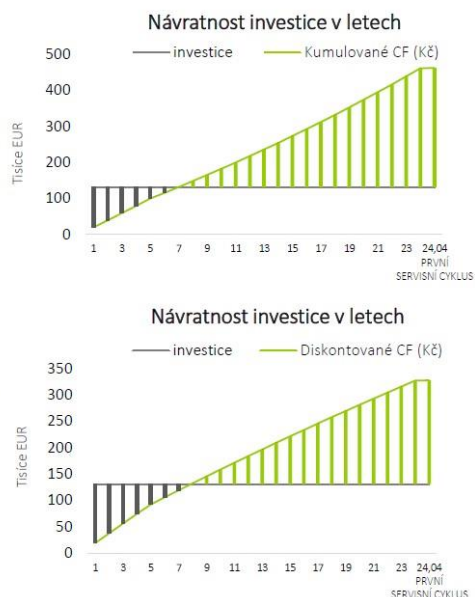 Návratnost investice v letech
investice Kumulované CF (Kč)
Tisíce EUR
500
400
300
200
100
0
1 3 5 7 9 11 13 15 17 19 21 23 24,04
PRVNÍ
SERVISNÍ CYKLUS
Návratnost investice v letech
investice Diskontované CF (Kč)
Tisíce EUR
350
300
250
200
150
100
50
0
1 3 5 7 9 11 13 15 17 19 21 23 24,04
PRVNÍ
SERVISNÍ CYKLUS